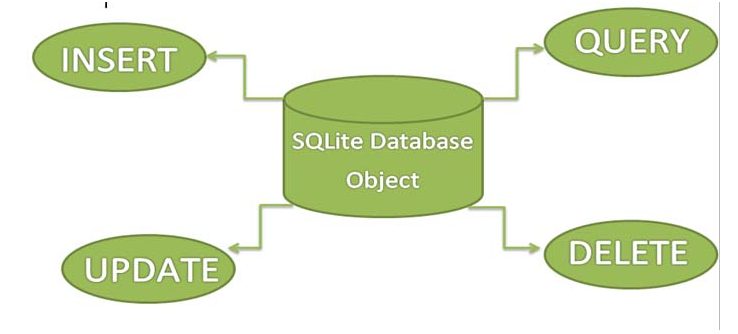 INSERT
QUERY
SQLite Database
Object
UPDATE
DELETE